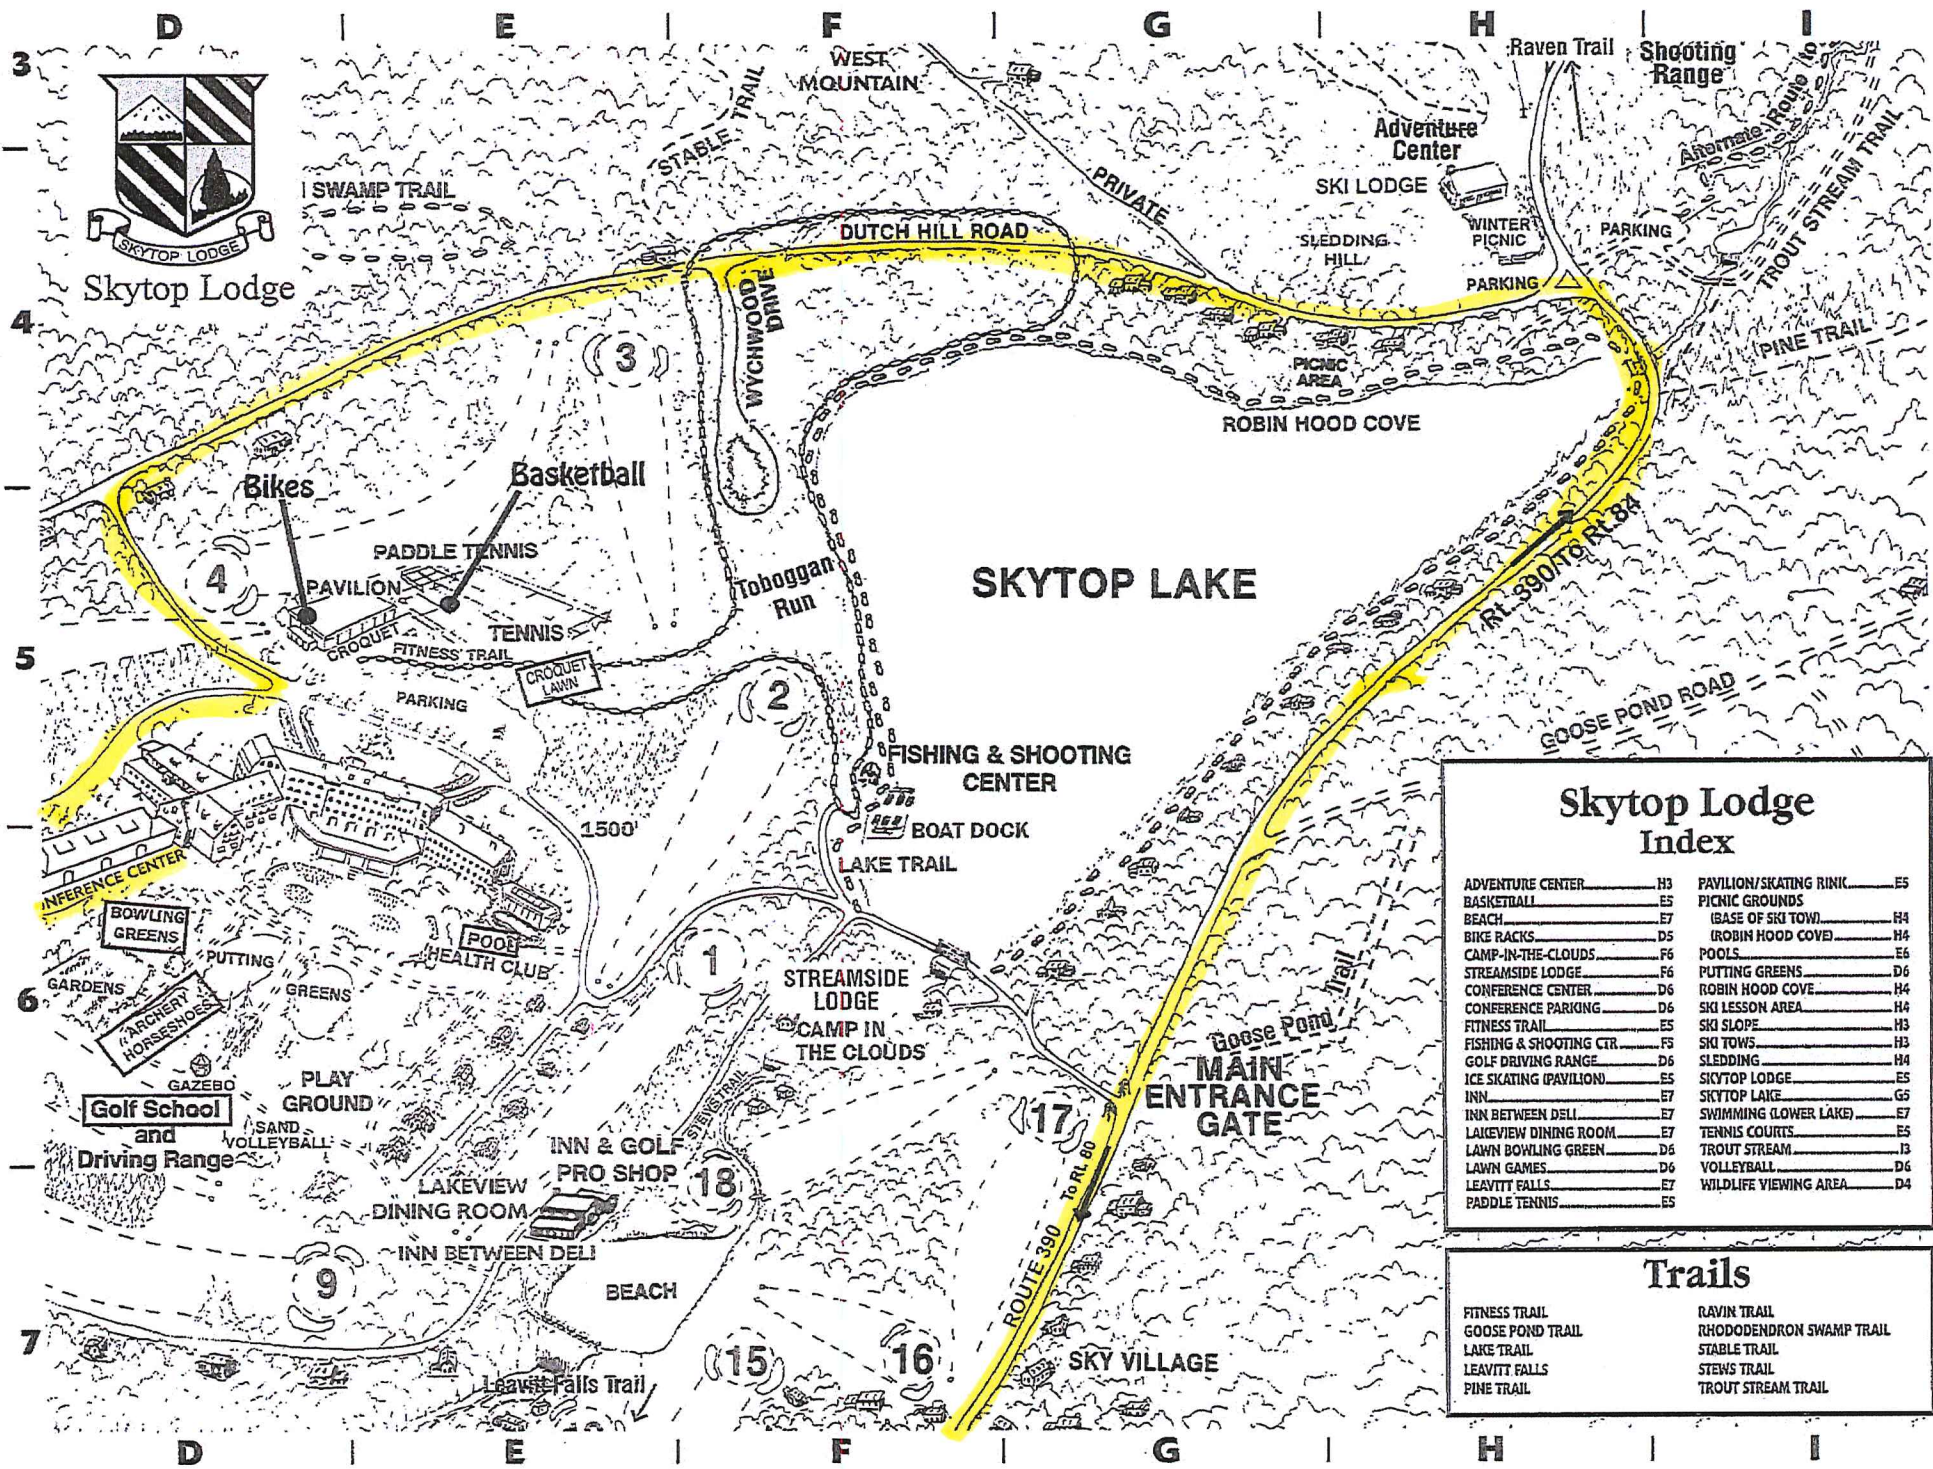 D | E | F | G | H | I
3
WEST
MOUNTAIN
Raven Trail
Shooting
Range
Alternate Route to
STABLE TRAIL
Adventure
Center
SKI LODGE
TROUT STREAM TRAIL
SWAMP TRAIL
PRIVATE
SKYTOP LODGE
Skytop Lodge
DUTCH HILL ROAD
SLEDDING
HILL
WINTER
PICNIC
PARKING
PARKING
4
WYCHWOOD
DRIVE
3
PINE TRAIL
PICNIC
AREA
ROBIN HOOD COVE
Bikes
Basketball
Rt. 390/To Rt.84
PADDLE TENNIS
4
PAVILION
Toboggan
Run
SKYTOP LAKE
TENNIS
CROQUET
FITNESS TRAIL
5
CROQUET
LAWN
PARKING
2
GOOSE POND ROAD
FISHING & SHOOTING
CENTER
1500'
BOAT DOCK
LAKE TRAIL
NFERENCE CENTER
BOWLING
GREENS
POOL
HEALTH CLUB
PUTTING
GREENS
GARDENS
1
STREAMSIDE
LODGE
6
ARCHERY
HORSESHOES
CAMP IN
THE CLOUDS
Goose Pond
Trail
MAIN
ENTRANCE
GATE
GAZEBO
PLAY
GROUND
Golf School
and
Driving Range
SAND
VOLLEYBALL
17
INN & GOLF
PRO SHOP
18
To Rt. 80
LAKEVIEW
DINING ROOM
INN BETWEEN DELI
ROUTE 390
9
BEACH
7
15
16
SKY VILLAGE
Leavitt Falls Trail
Skytop Lodge
Index
ADVENTURE CENTER H3
BASKETBALL E5
BEACH E7
BIKE RACKS D5
CAMP-IN-THE-CLOUDS F6
STREAMSIDE LODGE F6
CONFERENCE CENTER D6
CONFERENCE PARKING D6
FITNESS TRAIL E5
FISHING & SHOOTING CTR F5
GOLF DRIVING RANGE D6
ICE SKATING (PAVILION) E5
INN E7
INN BETWEEN DELI E7
LAKEVIEW DINING ROOM E7
LAWN BOWLING GREEN D6
LAWN GAMES D6
LEAVITT FALLS E7
PADDLE TENNIS E5
PAVILION/SKATING RINK E5
PICNIC GROUNDS
(BASE OF SKI TOW) H4
(ROBIN HOOD COVE) H4
POOLS E6
PUTTING GREENS D6
ROBIN HOOD COVE H4
SKI LESSON AREA H4
SKI SLOPE H3
SKI TOWS H3
SLEDDING H4
SKYTOP LODGE E5
SKYTOP LAKE G5
SWIMMING (LOWER LAKE) E7
TENNIS COURTS E5
TROUT STREAM I3
VOLLEYBALL D6
WILDLIFE VIEWING AREA D4
Trails
FITNESS TRAIL
GOOSE POND TRAIL
LAKE TRAIL
LEAVITT FALLS
PINE TRAIL
RAVIN TRAIL
RHODODENDRON SWAMP TRAIL
STABLE TRAIL
STEWS TRAIL
TROUT STREAM TRAIL
D | E | F | G | H | I